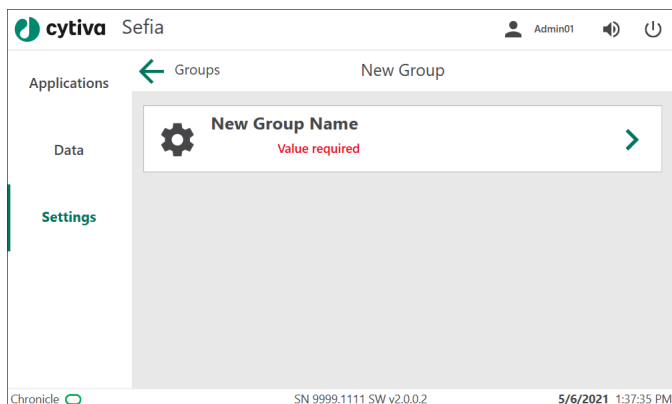 cytiva Sefia Admin01
Applications
Data
Settings
Groups New Group
New Group Name
Value required
Chronicle SN 9999.1111 SW v2.0.0.2 5/6/2021 1:37:35 PM